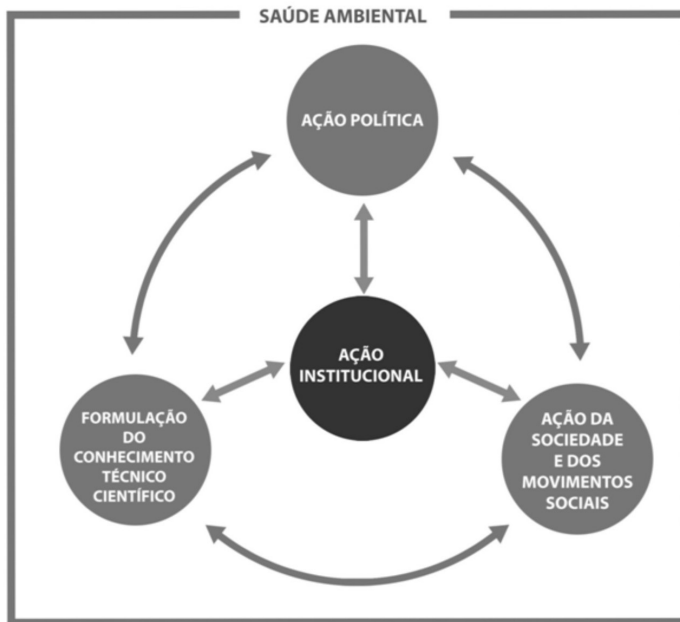 SAÚDE AMBIENTAL
AÇÃO POLÍTICA
AÇÃO
INSTITUCIONAL
FORMULAÇÃO
DO
CONHECIMENTO
TÉCNICO
CIENTÍFICO
AÇÃO DA
SOCIEDADE
E DOS
MOVIMENTOS
SOCIAIS